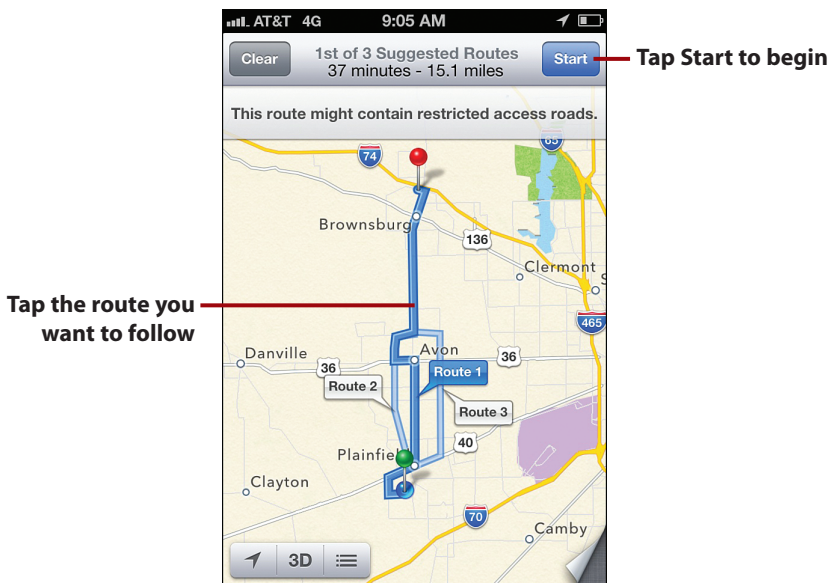 AT&T 4G 9:05 AM
Clear
1st of 3 Suggested Routes
37 minutes - 15.1 miles
Start
Tap Start to begin
This route might contain restricted access roads.
65
74
Brownsburg
136
Clermont
Tap the route you
want to follow
465
Danville
Avon
36
36
Route 1
Route 2
Route 3
40
Plainfie
Clayton
70
Camby
3D